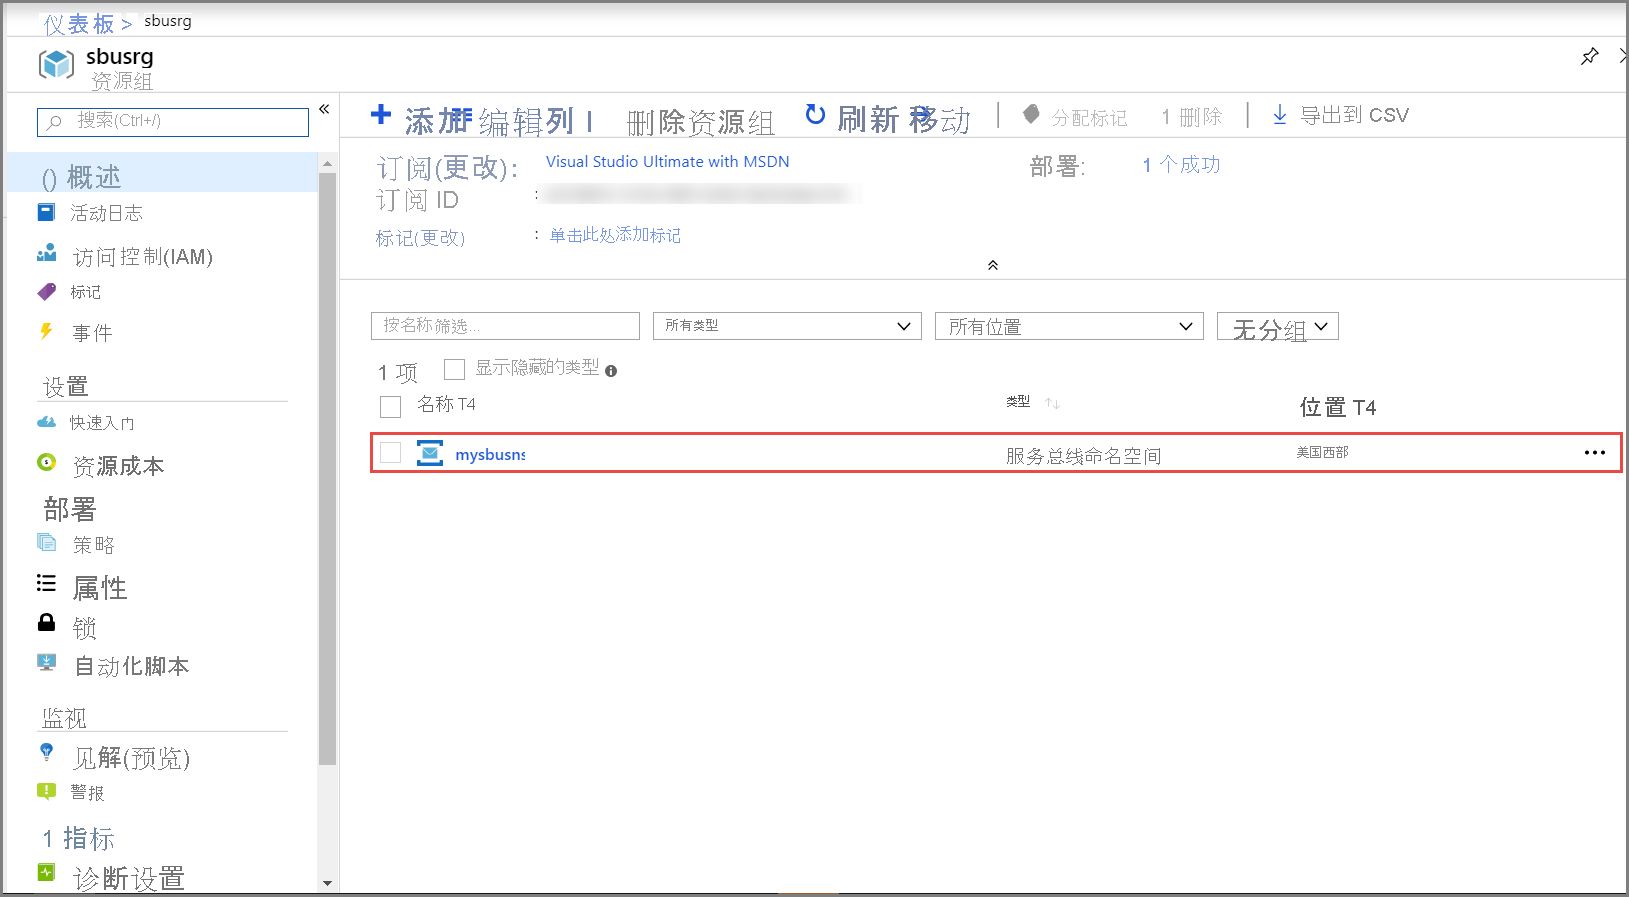 仪表板 > sbusrg
sbusrg
资源组
搜索(Ctrl+/)
添加 编辑列 删除资源组 刷新 移动 分配标记 1 删除 导出到 CSV
订阅(更改): Visual Studio Ultimate with MSDN 部署: 1 个成功
订阅 ID :
标记(更改) : 单击此处添加标记
() 概述
活动日志
访问控制(IAM)
标记
事件
设置
快速入门
资源成本
部署
策略
属性
锁
自动化脚本
监视
见解(预览)
警报
1 指标
诊断设置
按名称筛选... 所有类型 所有位置 无分组
1 项 显示隐藏的类型
名称 T4 类型 ↑↓ 位置 T4
mysbusns 服务总线命名空间 美国西部 •••